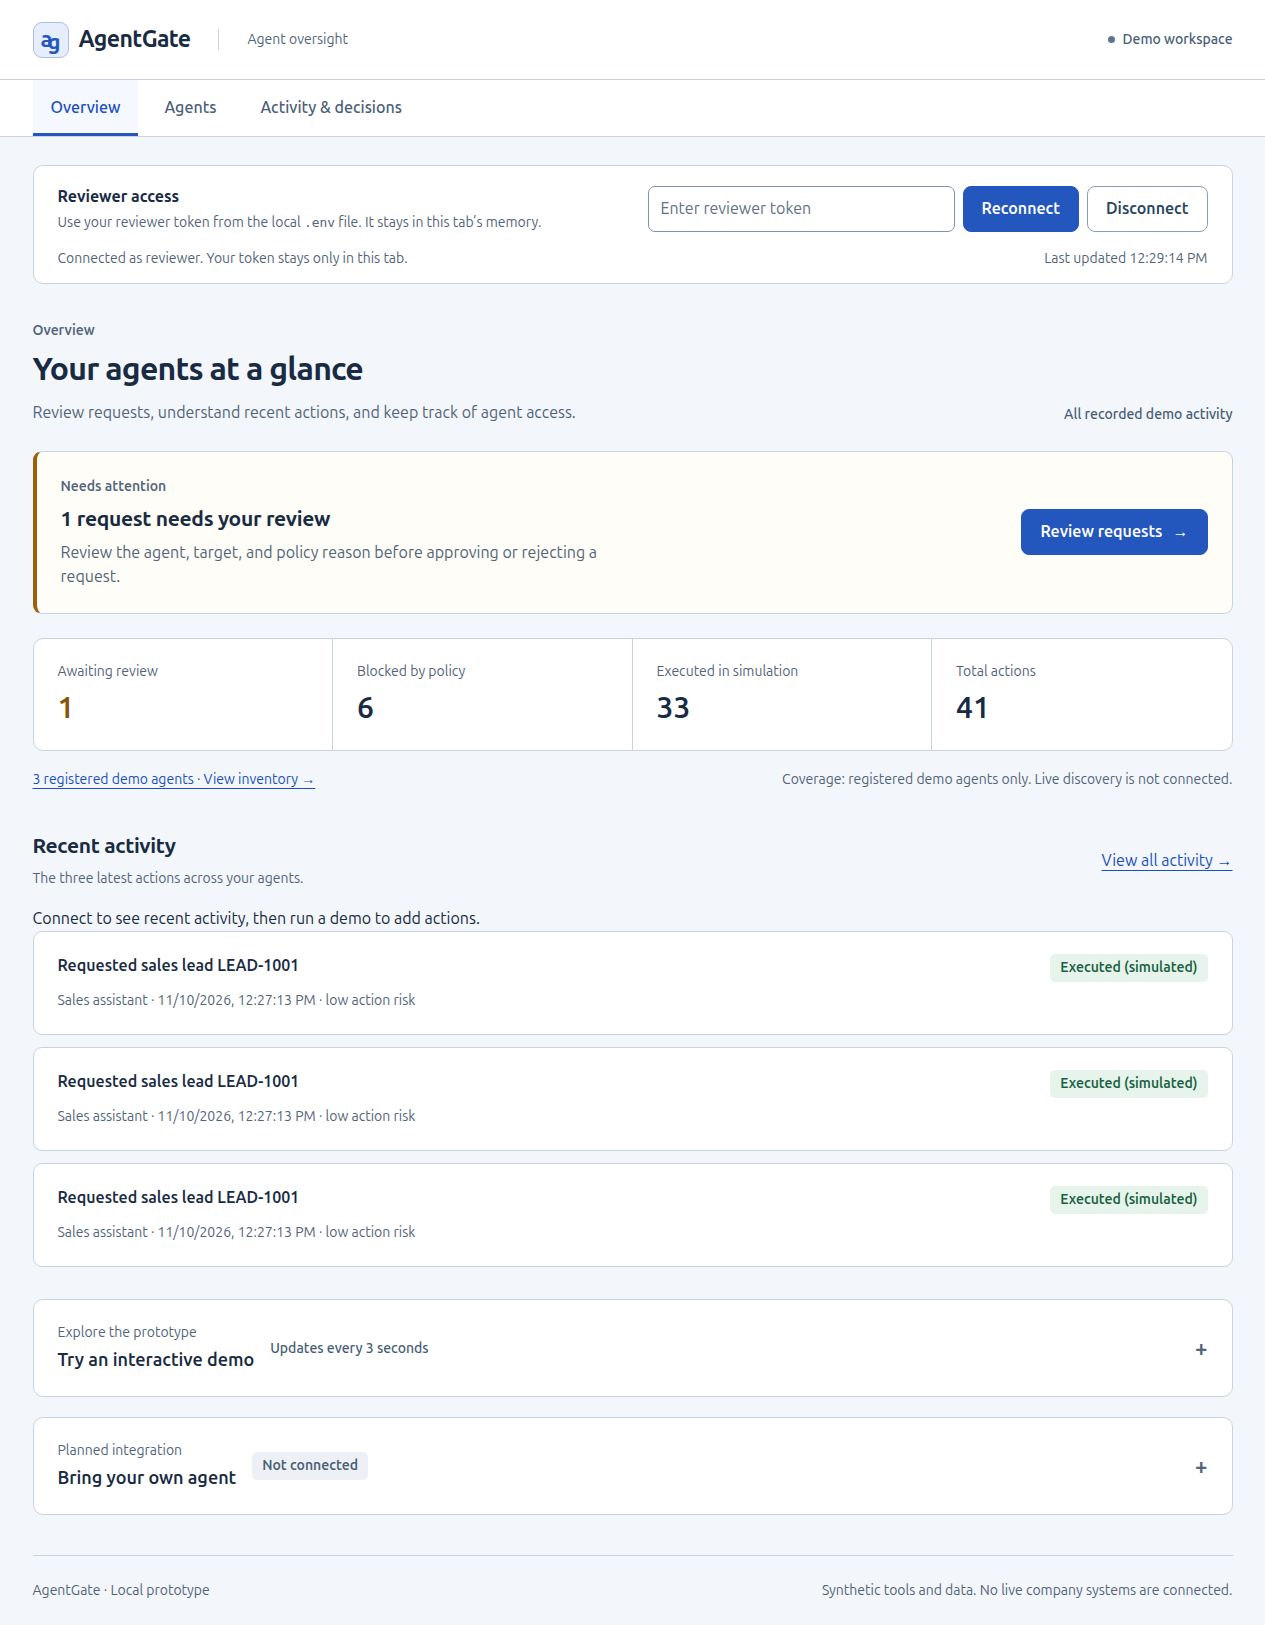 ag AgentGate Agent oversight Demo workspace
Overview Agents Activity & decisions
Reviewer access
Use your reviewer token from the local .env file. It stays in this tab’s memory.
Enter reviewer token Reconnect Disconnect
Connected as reviewer. Your token stays only in this tab. Last updated 12:29:14 PM
Overview
Your agents at a glance
Review requests, understand recent actions, and keep track of agent access. All recorded demo activity
Needs attention
1 request needs your review
Review the agent, target, and policy reason before approving or rejecting a
request.
Review requests →
Awaiting review Blocked by policy Executed in simulation Total actions
1 6 33 41
3 registered demo agents · View inventory → Coverage: registered demo agents only. Live discovery is not connected.
Recent activity
The three latest actions across your agents.
View all activity →
Connect to see recent activity, then run a demo to add actions.
Requested sales lead LEAD-1001 Executed (simulated)
Sales assistant · 11/10/2026, 12:27:13 PM · low action risk
Requested sales lead LEAD-1001 Executed (simulated)
Sales assistant · 11/10/2026, 12:27:13 PM · low action risk
Requested sales lead LEAD-1001 Executed (simulated)
Sales assistant · 11/10/2026, 12:27:13 PM · low action risk
Explore the prototype
Try an interactive demo Updates every 3 seconds +
Planned integration
Bring your own agent Not connected +
AgentGate · Local prototype Synthetic tools and data. No live company systems are connected.